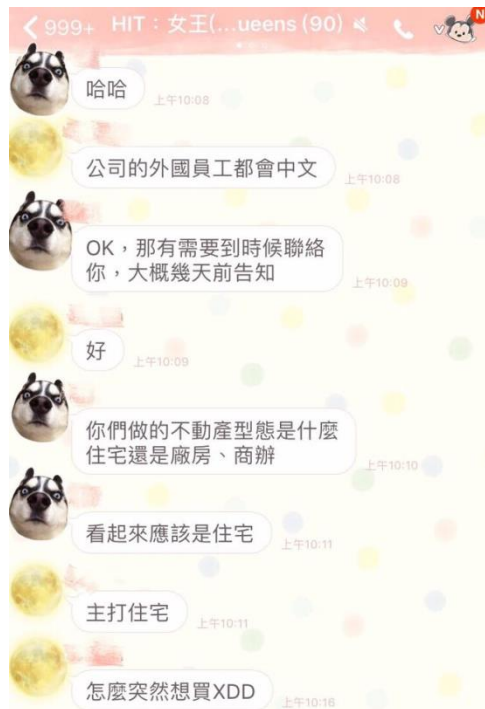 999+ HIT：女王(...ueens (90)
N
哈哈
上午10:08
公司的外國員工都會中文
上午10:08
OK，那有需要到時候聯絡
你，大概幾天前告知
上午10:09
好
上午10:09
你們做的不動產型態是什麼
住宅還是廠房、商辦
上午10:10
看起來應該是住宅
上午10:11
主打住宅
上午10:11
怎麼突然想買XDD
上午10:16